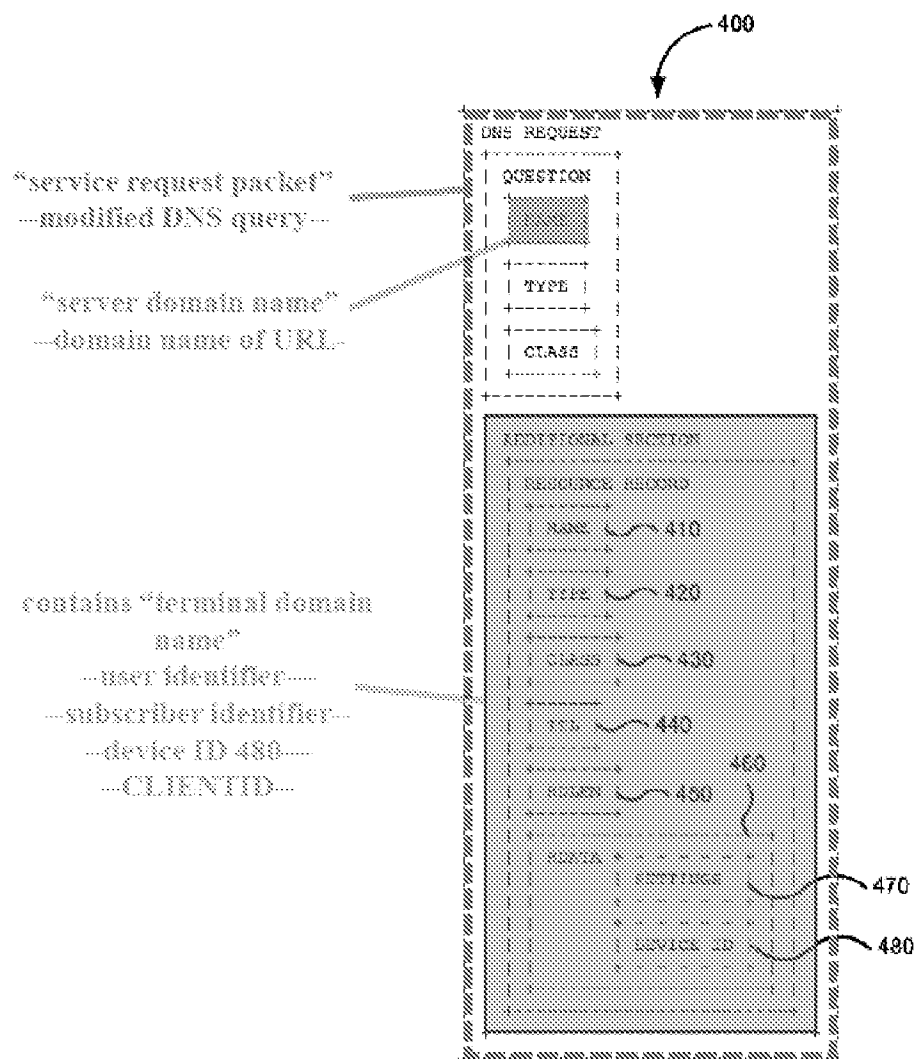 400
DNS REQUEST
QUESTION
"service request packet"
---modified DNS query---
TYPE
"server domain name"
---domain name of URL---
CLASS
ADDITIONAL SECTION
RESOURCE RECORD
NAME 410
TYPE 420
CLASS 430
TTL 440
RDLEN 450
460
RDATA
SETTINGS
470
DEVICE ID
480
contains "terminal domain
name"
---user identifier---
---subscriber identifier---
---device ID 480---
---CLIENTID---